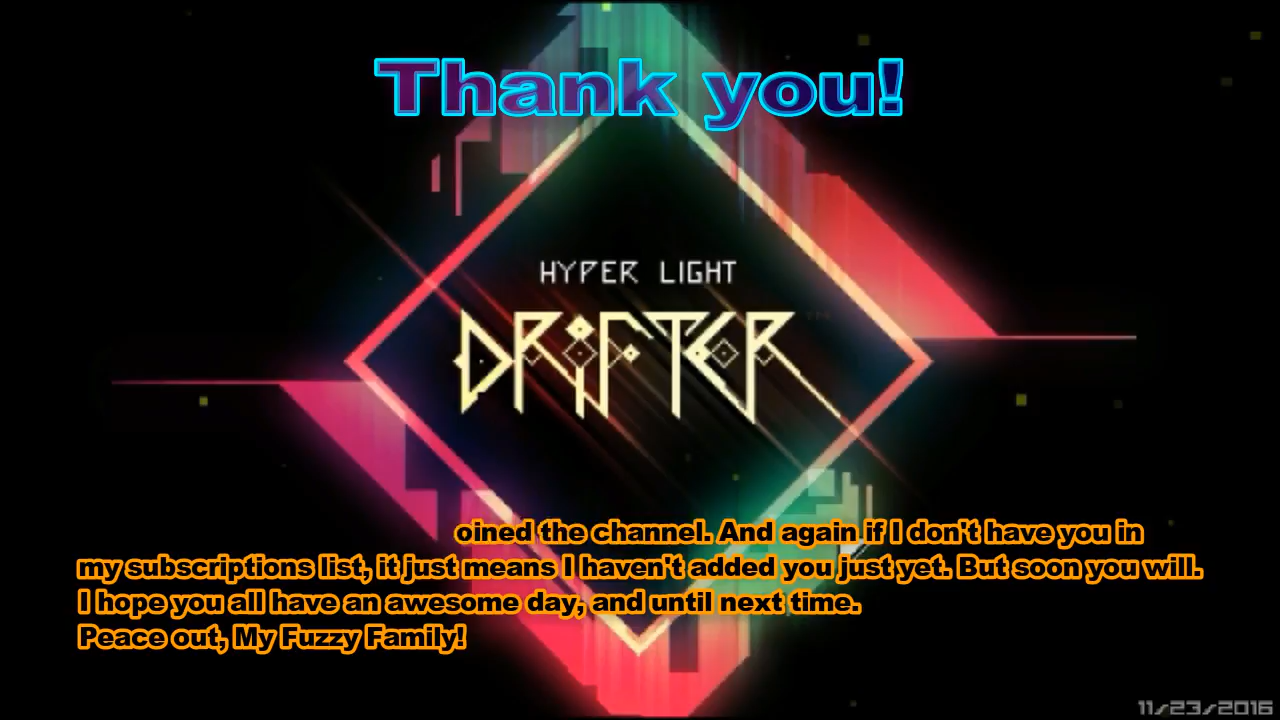 Thank you!
HYPER LIGHT
DRIFTER
oined the channel. And again if I don't have you in
my subscriptions list, it just means I haven't added you just yet. But soon you will.
I hope you all have an awesome day, and until next time.
Peace out, My Fuzzy Family!
11/23/2016